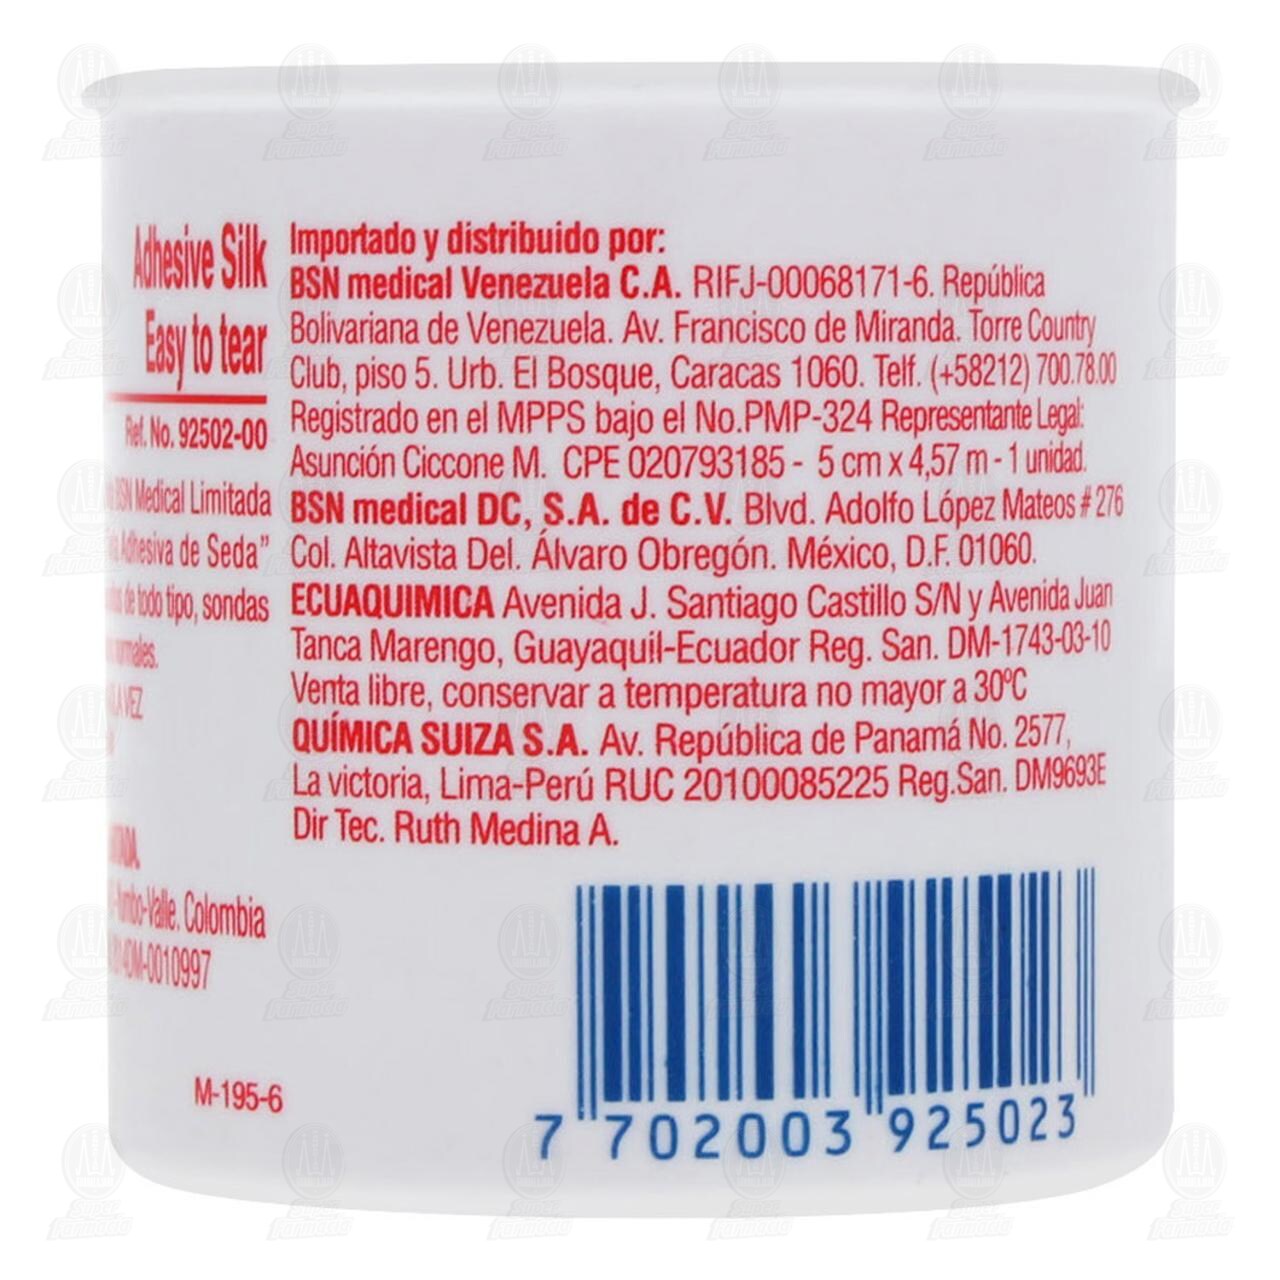 Adhesive Silk
Easy to tear
Ref. No. 92502-00
BSN Medical Limitada
Adhesiva de Seda”
de todo tipo, sondas
normales.
VEZ
Yumbo-Valle. Colombia
DM-0010997
M-195-6
Importado y distribuido por:
BSN medical Venezuela C.A. RIFJ-00068171-6. República
Bolivariana de Venezuela. Av. Francisco de Miranda. Torre Country
Club, piso 5. Urb. El Bosque, Caracas 1060. Telf. (+58212) 700.78.00
Registrado en el MPPS bajo el No.PMP-324 Representante Legal:
Asunción Ciccone M. CPE 020793185 - 5 cm x 4,57 m - 1 unidad.
BSN medical DC, S.A. de C.V. Blvd. Adolfo López Mateos # 276
Col. Altavista Del. Álvaro Obregón. México, D.F. 01060.
ECUAQUIMICA Avenida J. Santiago Castillo S/N y Avenida Juan
Tanca Marengo, Guayaquil-Ecuador Reg. San. DM-1743-03-10
Venta libre, conservar a temperatura no mayor a 30ºC
QUÍMICA SUIZA S.A. Av. República de Panamá No. 2577,
La victoria, Lima-Perú RUC 20100085225 Reg.San. DM9693E
Dir Tec. Ruth Medina A.
7 702003 925023